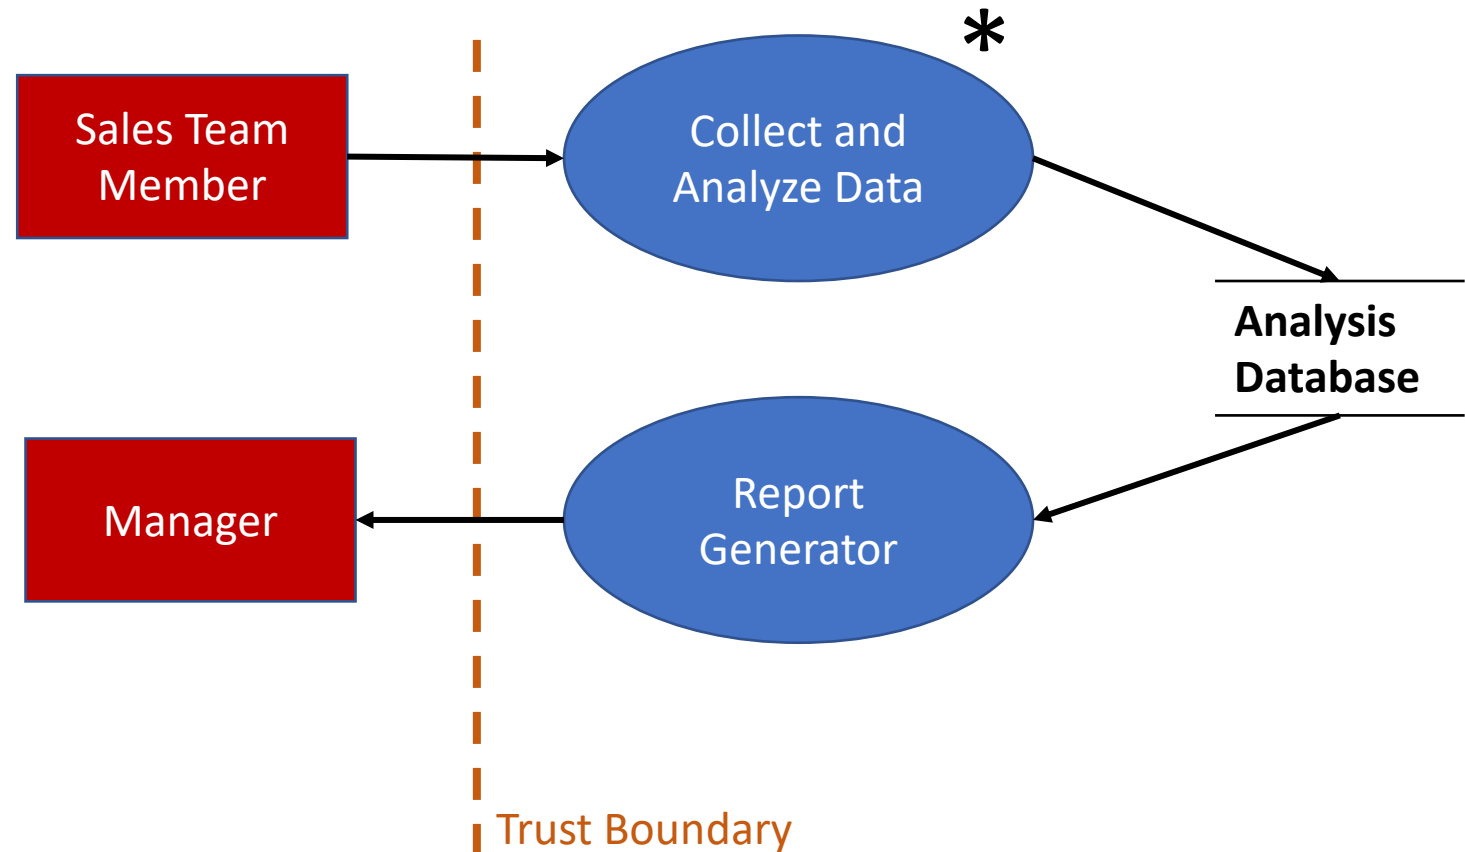 *
Sales Team
Member
Collect and
Analyze Data
Analysis
Database
Manager
Report
Generator
Trust Boundary